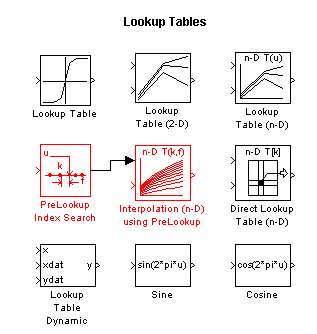 Lookup Tables
n-D T(u)
Lookup Table
Lookup
Table (2-D)
Lookup
Table (n-D)
u
k
f
n-D T(k,f)
n-D T[k]
PreLookup
Index Search
Interpolation (n-D)
using PreLookup
Direct Lookup
Table (n-D)
x
xdat
ydat
y
sin(2*pi*u)
cos(2*pi*u)
Lookup
Table
Dynamic
Sine
Cosine